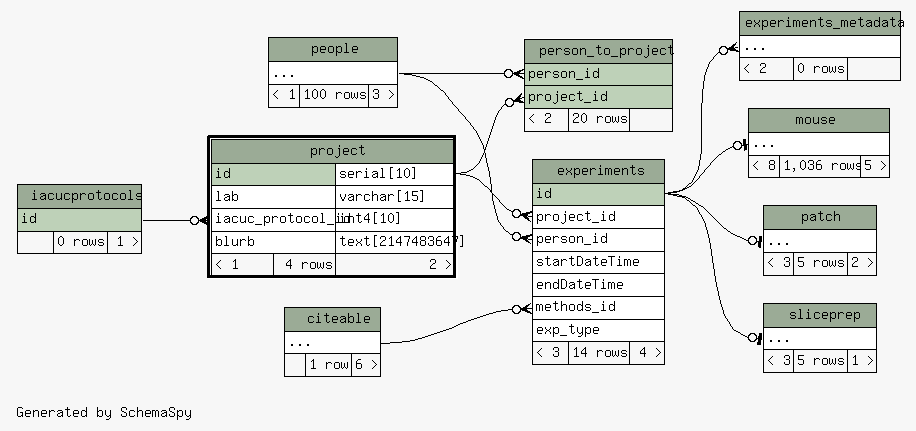 people
...
< 1 100 rows 3 >
person_to_project
person_id
project_id
< 2 20 rows
experiments_metadata
...
< 2 0 rows
mouse
...
< 8 1,036 rows 5 >
project
id serial[10]
lab varchar[15]
iacuc_protocol_id int4[10]
blurb text[2147483647]
< 1 4 rows 2 >
iacucprotocols
id
0 rows 1 >
experiments
id
project_id
person_id
startDateTime
endDateTime
methods_id
exp_type
< 3 14 rows 4 >
patch
...
< 3 5 rows 2 >
citeable
...
1 row 6 >
sliceprep
...
< 3 5 rows 1 >
Generated by SchemaSpy